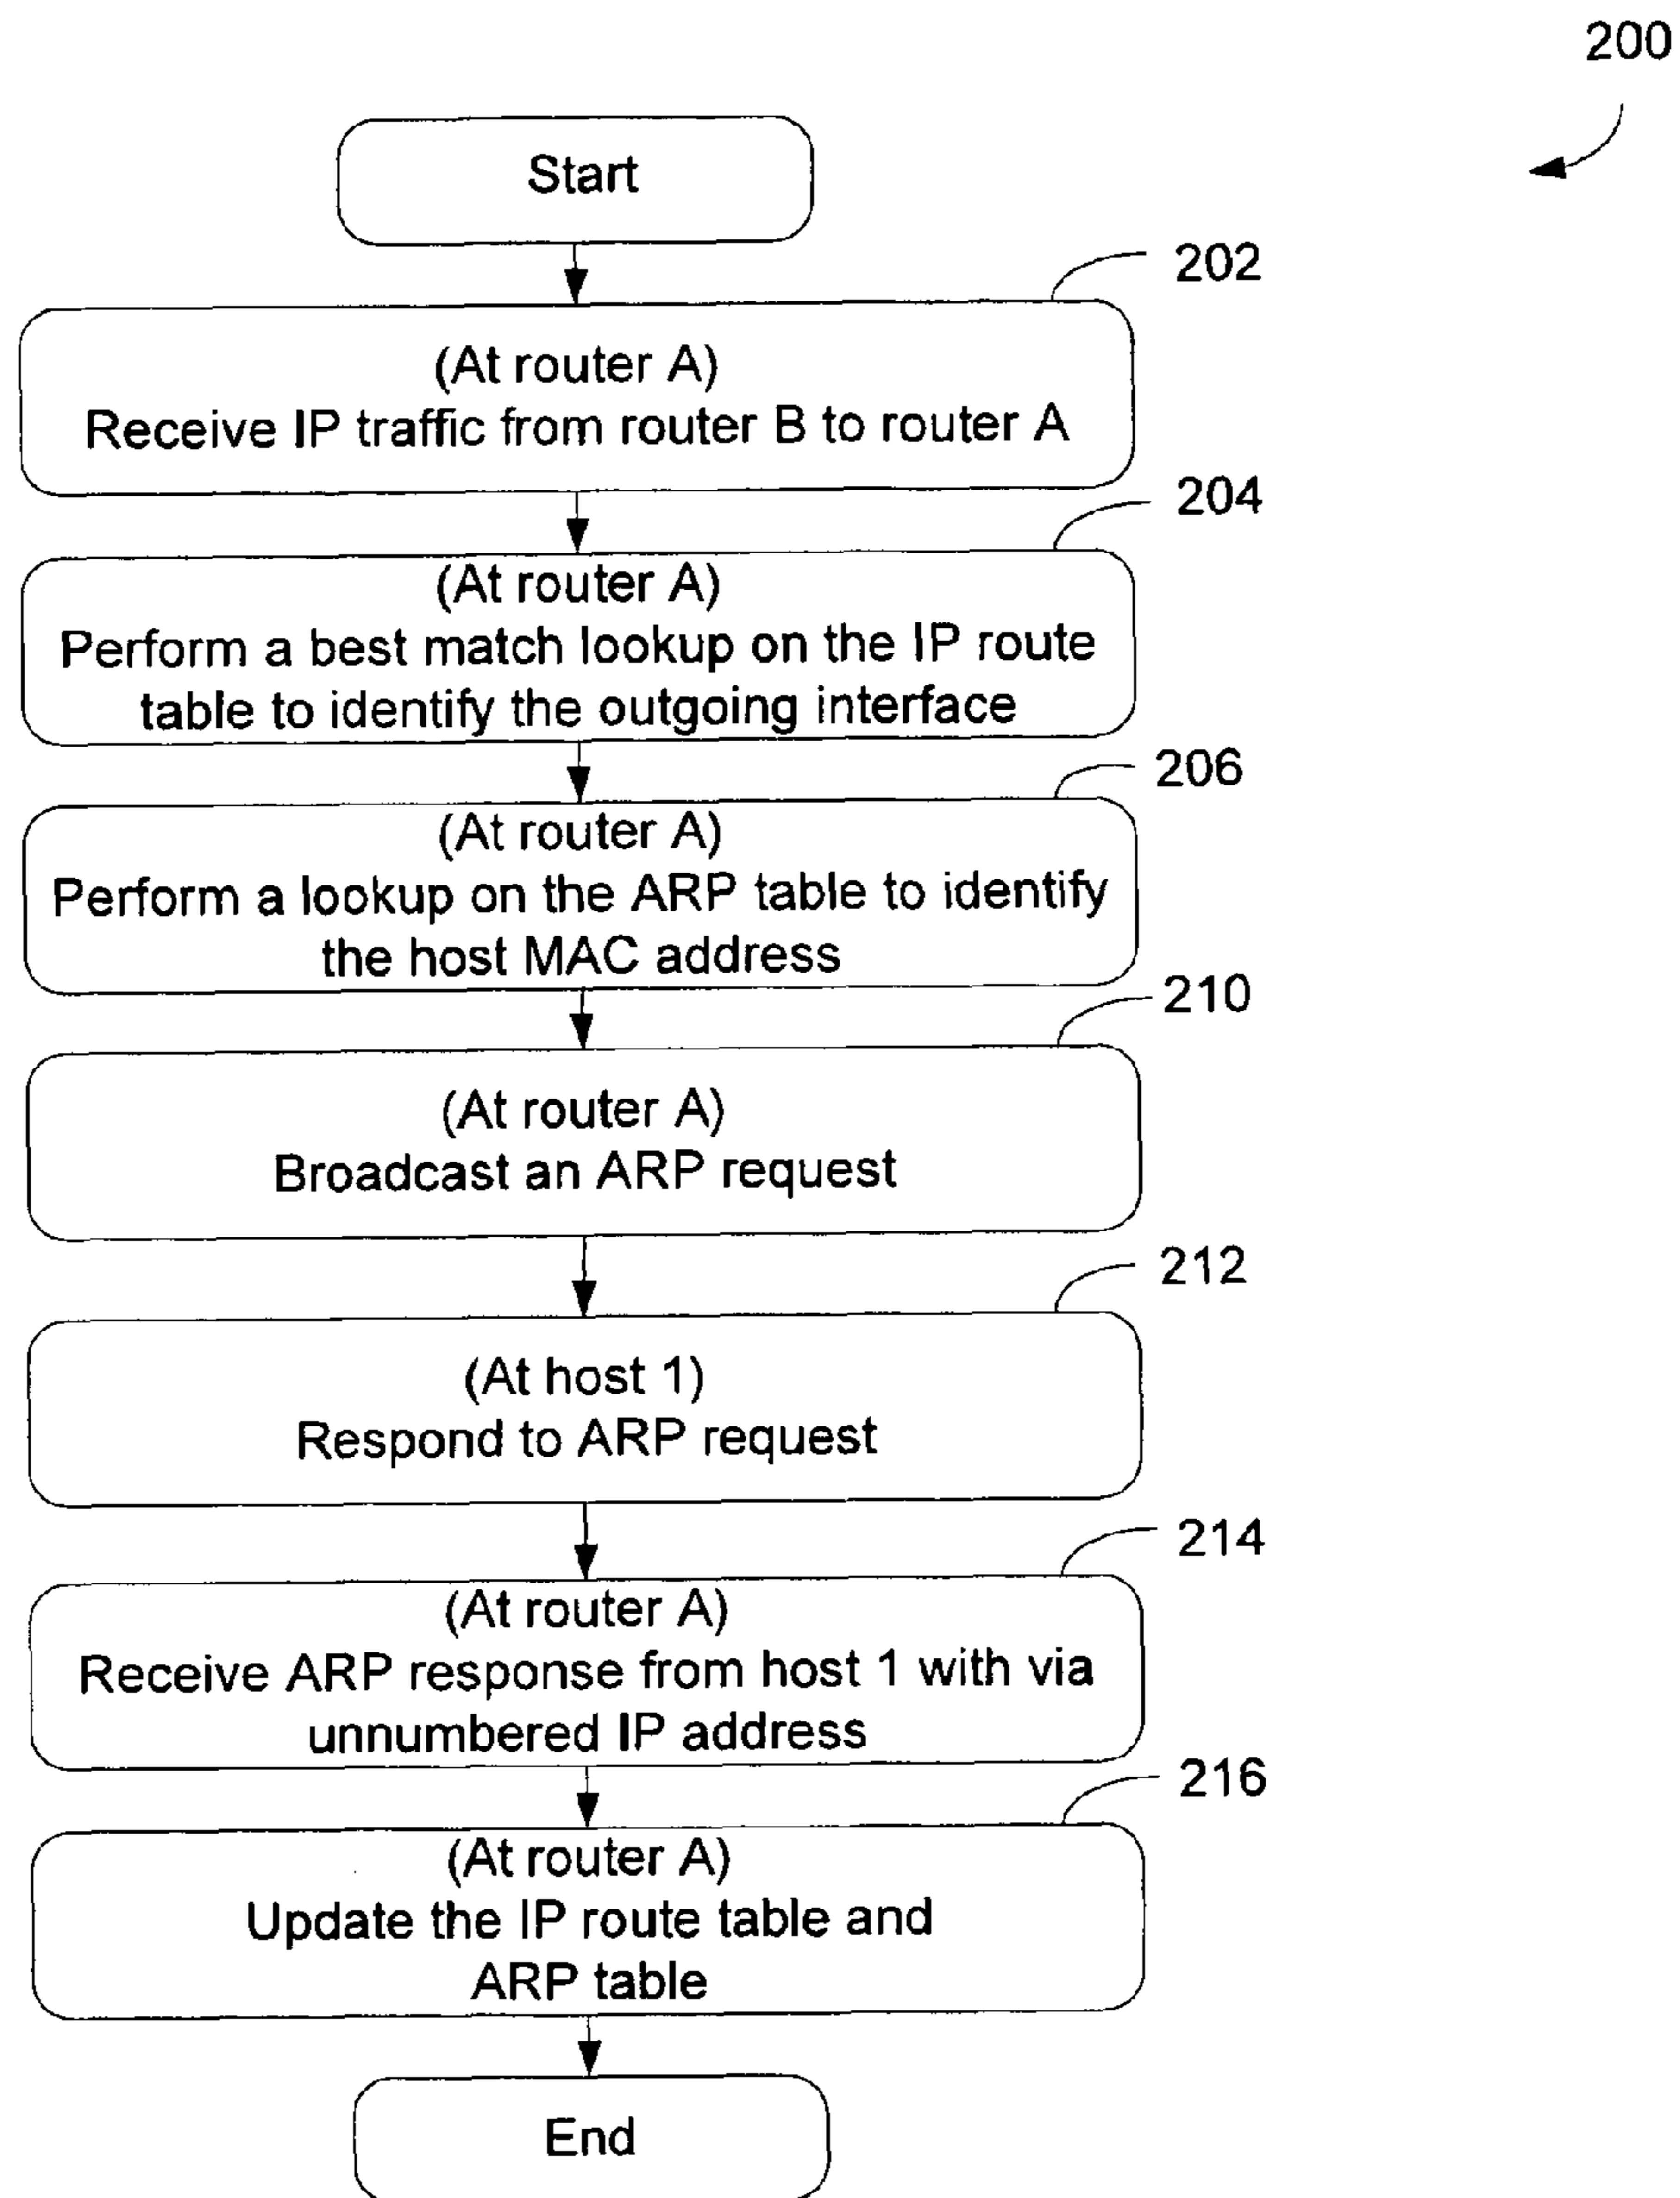 200
Start
202
(At router A)
Receive IP traffic from router B to router A
204
(At router A)
Perform a best match lookup on the IP route
table to identify the outgoing interface
206
(At router A)
Perform a lookup on the ARP table to identify
the host MAC address
210
(At router A)
Broadcast an ARP request
212
(At host 1)
Respond to ARP request
214
(At router A)
Receive ARP response from host 1 with via
unnumbered IP address
216
(At router A)
Update the IP route table and
ARP table
End